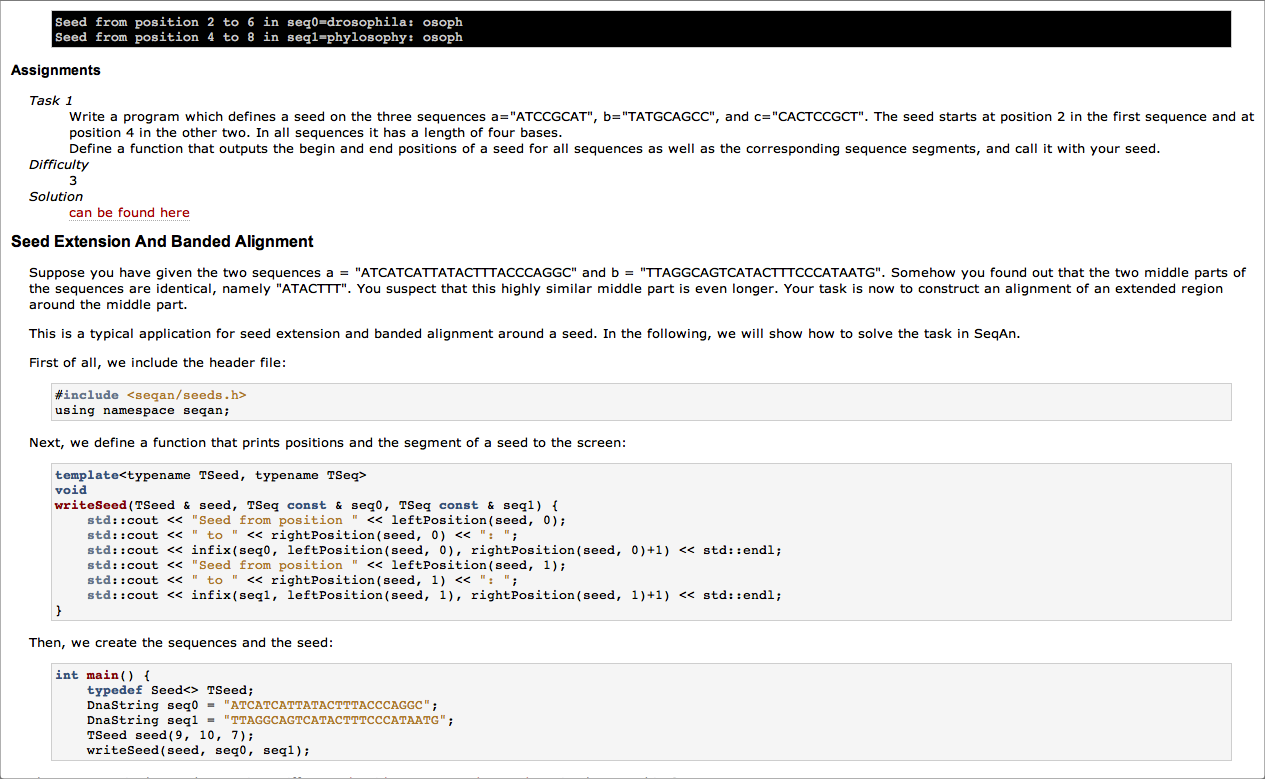 Seed from position 2 to 6 in seq0=drosophila: osoph
Seed from position 4 to 8 in seq1=phylosophy: osoph
Assignments
Task 1
Write a program which defines a seed on the three sequences a="ATCCGCAT", b="TATGCAGCC", and c="CACTCCGCT". The seed starts at position 2 in the first sequence and at
position 4 in the other two. In all sequences it has a length of four bases.
Define a function that outputs the begin and end positions of a seed for all sequences as well as the corresponding sequence segments, and call it with your seed.
Difficulty
3
Solution
can be found here
Seed Extension And Banded Alignment
Suppose you have given the two sequences a = "ATCATCATTATACTTTACCCAGGC" and b = "TTAGGCAGTCATACTTTCCCATAATG". Somehow you found out that the two middle parts of
the sequences are identical, namely "ATACTTT". You suspect that this highly similar middle part is even longer. Your task is now to construct an alignment of an extended region
around the middle part.
This is a typical application for seed extension and banded alignment around a seed. In the following, we will show how to solve the task in SeqAn.
First of all, we include the header file:
#include <seqan/seeds.h>
using namespace seqan;
Next, we define a function that prints positions and the segment of a seed to the screen:
template<typename TSeed, typename TSeq>
void
writeSeed(TSeed & seed, TSeq const & seq0, TSeq const & seq1) {
    std::cout << "Seed from position " << leftPosition(seed, 0);
    std::cout << " to " << rightPosition(seed, 0) << ": ";
    std::cout << infix(seq0, leftPosition(seed, 0), rightPosition(seed, 0)+1) << std::endl;
    std::cout << "Seed from position " << leftPosition(seed, 1);
    std::cout << " to " << rightPosition(seed, 1) << ": ";
    std::cout << infix(seq1, leftPosition(seed, 1), rightPosition(seed, 1)+1) << std::endl;
}
Then, we create the sequences and the seed:
int main() {
    typedef Seed<> TSeed;
    DnaString seq0 = "ATCATCATTATACTTTACCCAGGC";
    DnaString seq1 = "TTAGGCAGTCATACTTTCCCATAATG";
    TSeed seed(9, 10, 7);
    writeSeed(seed, seq0, seq1);